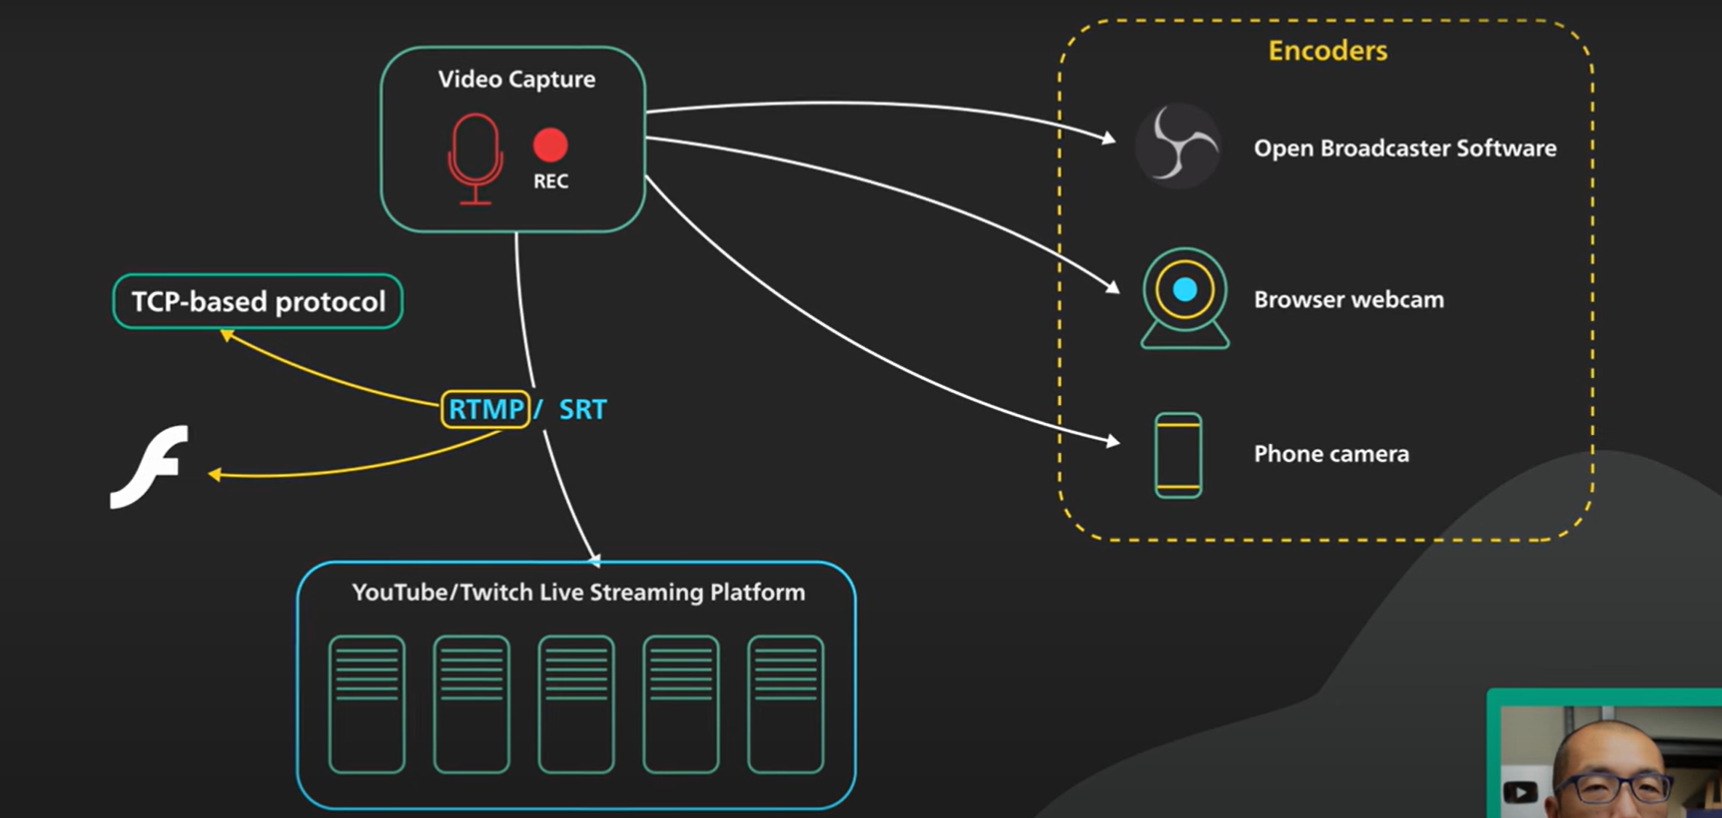 Video Capture
REC
Encoders
Open Broadcaster Software
Browser webcam
Phone camera
TCP-based protocol
RTMP / SRT
YouTube/Twitch Live Streaming Platform